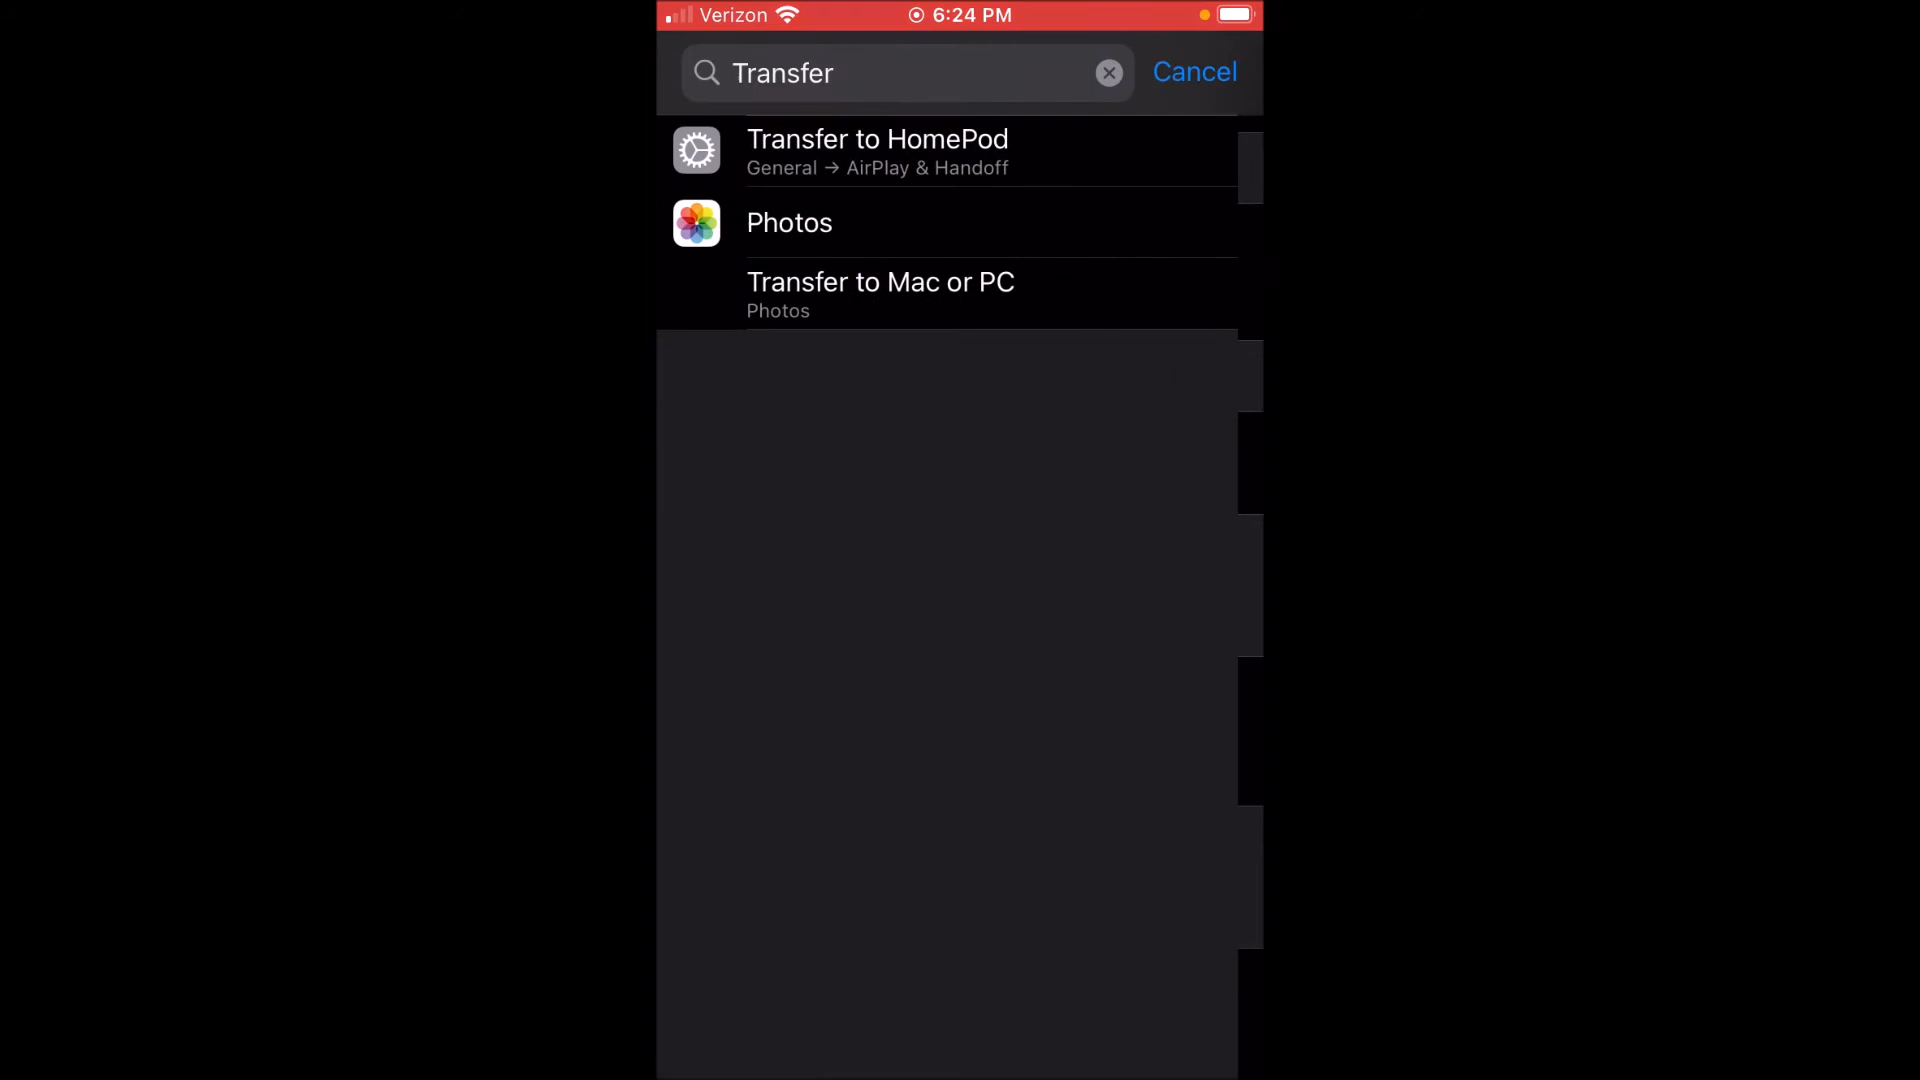 Verizon 6:24 PM
Transfer Cancel
Transfer to HomePod
General → AirPlay & Handoff
Photos
Transfer to Mac or PC
Photos